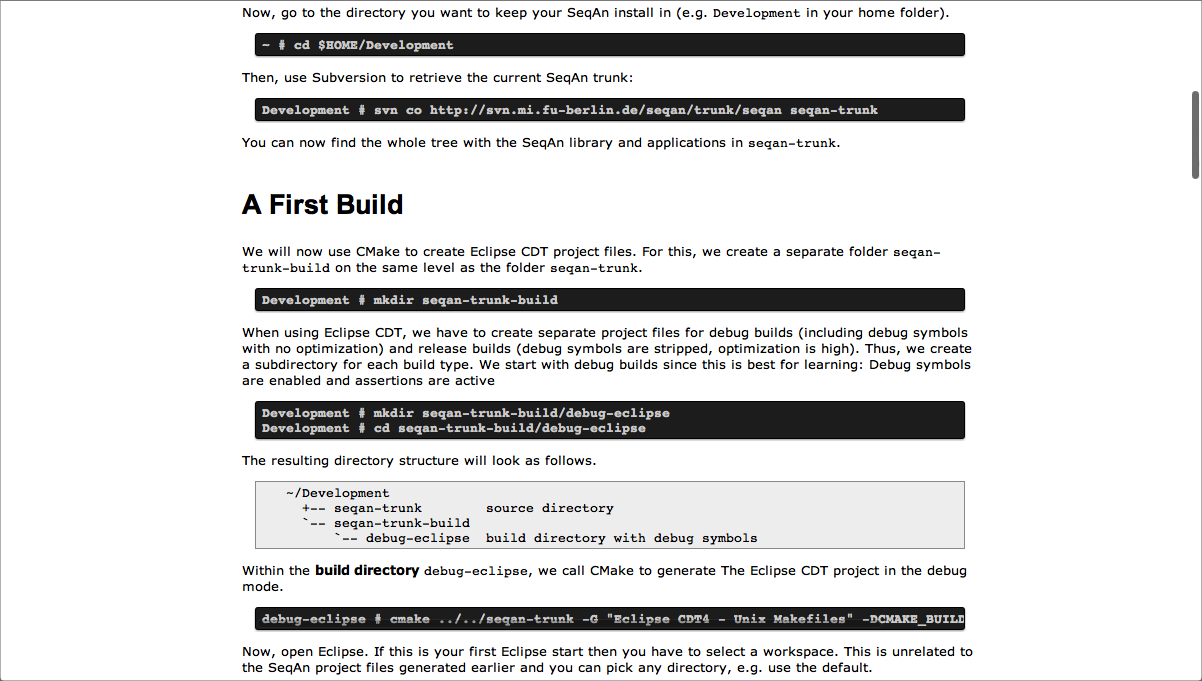 Now, go to the directory you want to keep your SeqAn install in (e.g. Development in your home folder).
~ # cd $HOME/Development
Then, use Subversion to retrieve the current SeqAn trunk:
Development # svn co http://svn.mi.fu-berlin.de/seqan/trunk/seqan seqan-trunk
You can now find the whole tree with the SeqAn library and applications in seqan-trunk.
A First Build
We will now use CMake to create Eclipse CDT project files. For this, we create a separate folder seqan-
trunk-build on the same level as the folder seqan-trunk.
Development # mkdir seqan-trunk-build
When using Eclipse CDT, we have to create separate project files for debug builds (including debug symbols
with no optimization) and release builds (debug symbols are stripped, optimization is high). Thus, we create
a subdirectory for each build type. We start with debug builds since this is best for learning: Debug symbols
are enabled and assertions are active
Development # mkdir seqan-trunk-build/debug-eclipse
Development # cd seqan-trunk-build/debug-eclipse
The resulting directory structure will look as follows.
~/Development
+-- seqan-trunk source directory
`-- seqan-trunk-build
`-- debug-eclipse build directory with debug symbols
Within the build directory debug-eclipse, we call CMake to generate The Eclipse CDT project in the debug
mode.
debug-eclipse # cmake ../../seqan-trunk -G "Eclipse CDT4 - Unix Makefiles" -DCMAKE_BUILD
Now, open Eclipse. If this is your first Eclipse start then you have to select a workspace. This is unrelated to
the SeqAn project files generated earlier and you can pick any directory, e.g. use the default.